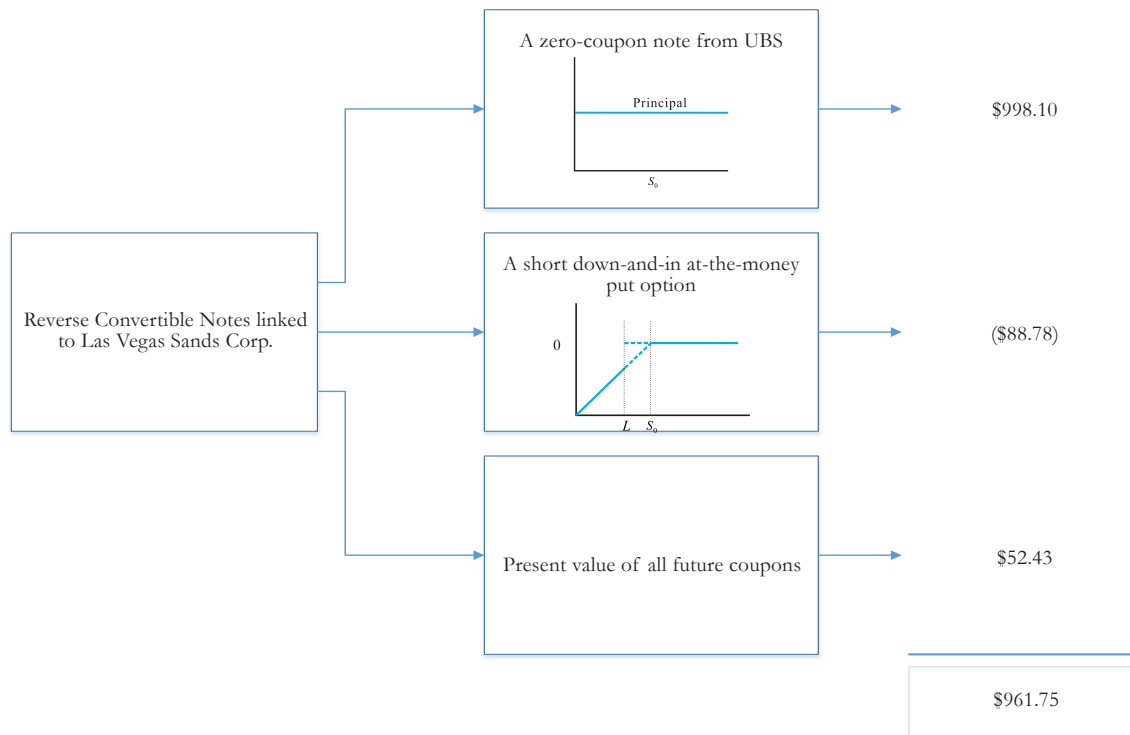 A zero-coupon note from UBS
Principal
S₀
$998.10
Reverse Convertible Notes linked
to Las Vegas Sands Corp.
A short down-and-in at-the-money
put option
0
L S₀
($88.78)
Present value of all future coupons
$52.43
$961.75